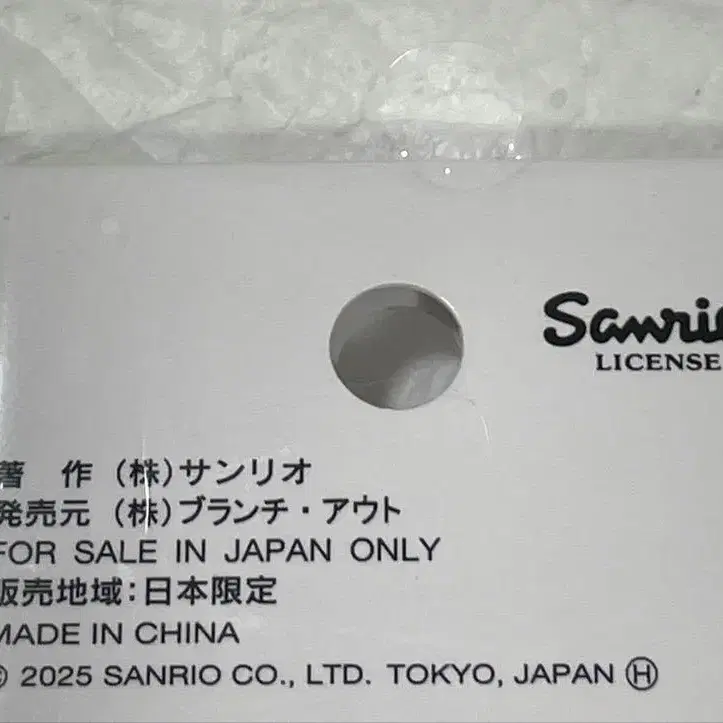 Sanrio
LICENSE
著 作 (株)サンリオ
発売元 (株)ブランチ・アウト
FOR SALE IN JAPAN ONLY
販売地域:日本限定
MADE IN CHINA
© 2025 SANRIO CO., LTD. TOKYO, JAPAN Ⓗ